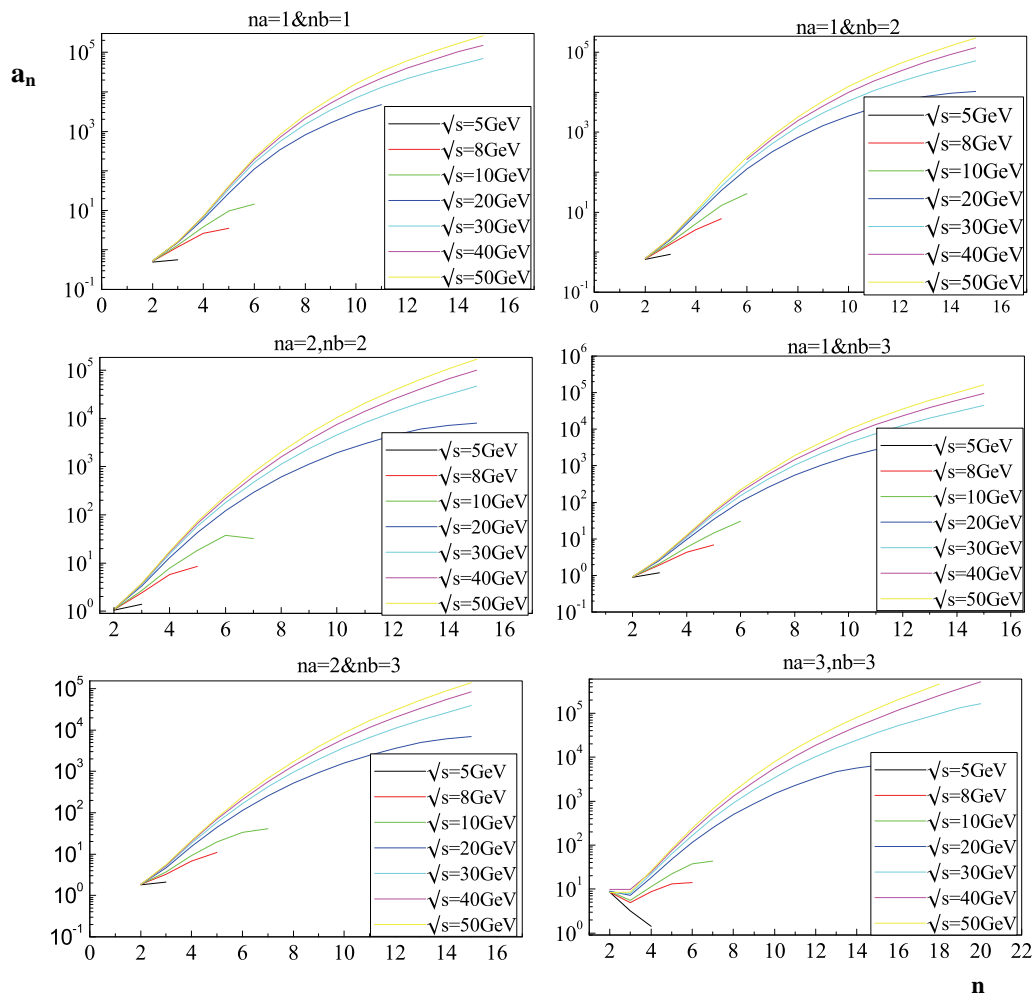 na=1&nb=1
a_n
10^5
10^3
10^1
10^-1
0 2 4 6 8 10 12 14 16
√s=5GeV
√s=8GeV
√s=10GeV
√s=20GeV
√s=30GeV
√s=40GeV
√s=50GeV
na=1&nb=2
10^5
10^3
10^1
10^-1
0 2 4 6 8 10 12 14 16
√s=5GeV
√s=8GeV
√s=10GeV
√s=20GeV
√s=30GeV
√s=40GeV
√s=50GeV
na=2,nb=2
10^5
10^4
10^3
10^2
10^1
10^0
2 4 6 8 10 12 14 16
√s=5GeV
√s=8GeV
√s=10GeV
√s=20GeV
√s=30GeV
√s=40GeV
√s=50GeV
na=1&nb=3
10^6
10^5
10^4
10^3
10^2
10^1
10^0
10^-1
2 4 6 8 10 12 14 16
√s=5GeV
√s=8GeV
√s=10GeV
√s=20GeV
√s=30GeV
√s=40GeV
√s=50GeV
na=2&nb=3
10^5
10^4
10^3
10^2
10^1
10^0
10^-1
0 2 4 6 8 10 12 14 16
√s=5GeV
√s=8GeV
√s=10GeV
√s=20GeV
√s=30GeV
√s=40GeV
√s=50GeV
na=3,nb=3
10^5
10^4
10^3
10^2
10^1
10^0
2 4 6 8 10 12 14 16 18 20 22
√s=5GeV
√s=8GeV
√s=10GeV
√s=20GeV
√s=30GeV
√s=40GeV
√s=50GeV
n